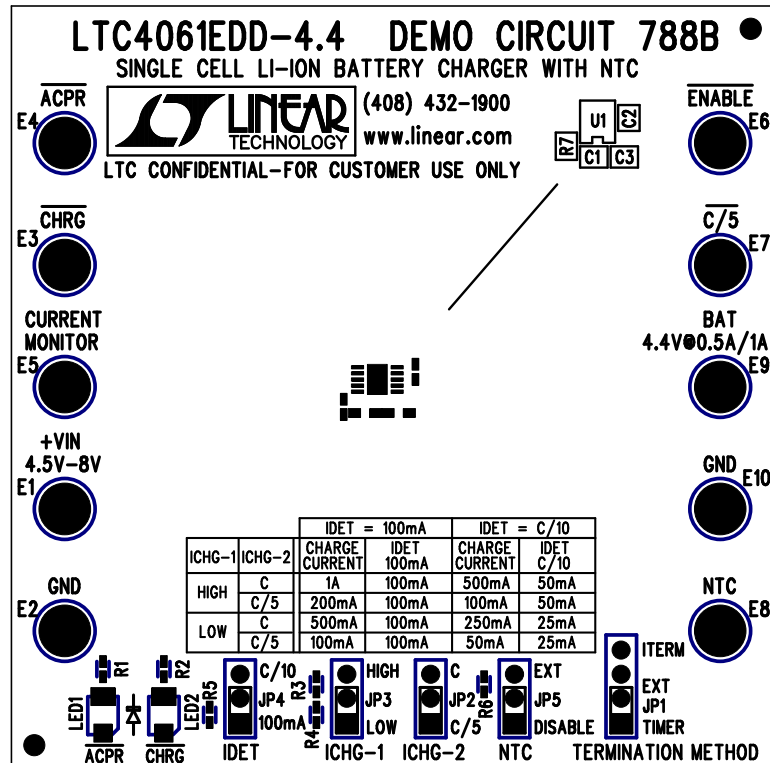 LTC4061EDD-4.4 DEMO CIRCUIT 788B
SINGLE CELL LI-ION BATTERY CHARGER WITH NTC
ACPR
E4
LINEAR
TECHNOLOGY
(408) 432-1900
www.linear.com
LTC CONFIDENTIAL-FOR CUSTOMER USE ONLY
U1
C2
R7
C1
C3
ENABLE
E6
CHRG
E3
C/5
E7
CURRENT
MONITOR
E5
BAT
4.4V@0.5A/1A
E9
+VIN
4.5V-8V
E1
GND
E10
GND
E2
NTC
E8
IDET = 100mA IDET = C/10
ICHG-1 ICHG-2 CHARGE CURRENT IDET 100mA CHARGE CURRENT IDET C/10
HIGH C 1A 100mA 500mA 50mA
C/5 200mA 100mA 100mA 50mA
LOW C 500mA 100mA 250mA 25mA
C/5 100mA 100mA 50mA 25mA
LED1
R1
ACPR
R2
LED2
CHRG
R5
C/10
JP4
100mA
IDET
R3
R4
HIGH
JP3
LOW
ICHG-1
C
JP2
C/5
ICHG-2
R6
EXT
JP5
DISABLE
NTC
ITERM
EXT
JP1
TIMER
TERMINATION METHOD